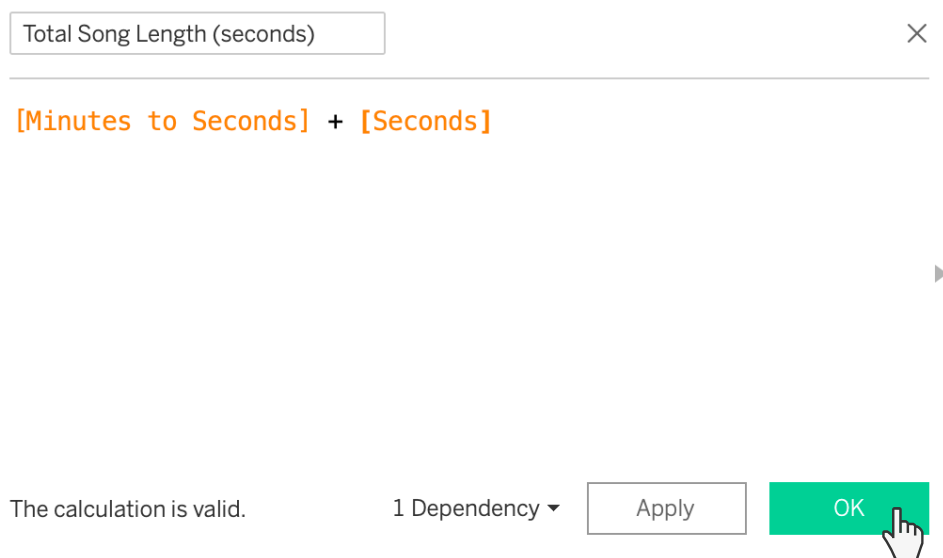 Total Song Length (seconds)
[Minutes to Seconds] + [Seconds]
The calculation is valid. 1 Dependency Apply OK